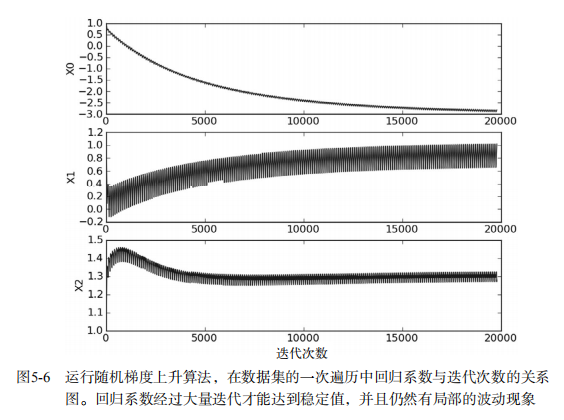 1.0
0.5
0.0
−0.5
−1.0
−1.5
−2.0
−2.5
−3.0
X0
0 5000 10000 15000 20000
1.2
1.0
0.8
0.6
0.4
0.2
0.0
−0.2
X1
0 5000 10000 15000 20000
1.5
1.4
1.3
1.2
1.1
1.0
X2
0 5000 10000 15000 20000
迭代次数
图5-6 运行随机梯度上升算法，在数据集的一次遍历中回归系数与迭代次数的关系
图。回归系数经过大量迭代才能达到稳定值，并且仍然有局部的波动现象